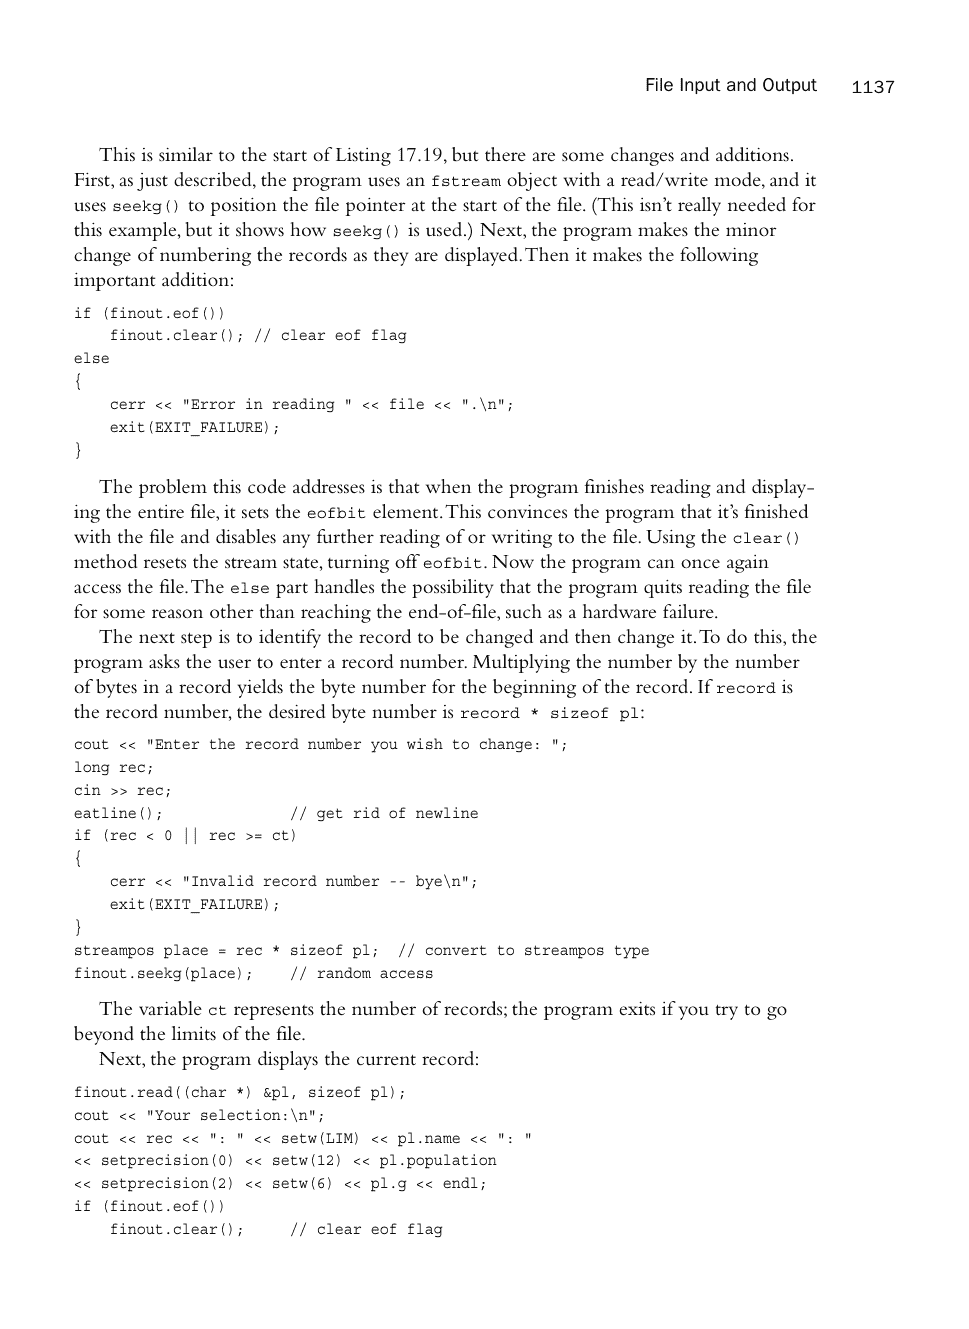 File Input and Output 1137
This is similar to the start of Listing 17.19, but there are some changes and additions.
First, as just described, the program uses an fstream object with a read/write mode, and it
uses seekg() to position the file pointer at the start of the file. (This isn’t really needed for
this example, but it shows how seekg() is used.) Next, the program makes the minor
change of numbering the records as they are displayed. Then it makes the following
important addition:
if (finout.eof())
    finout.clear(); // clear eof flag
else
{
    cerr << "Error in reading " << file << ".\n";
    exit(EXIT_FAILURE);
}
The problem this code addresses is that when the program finishes reading and display-
ing the entire file, it sets the eofbit element. This convinces the program that it’s finished
with the file and disables any further reading of or writing to the file. Using the clear()
method resets the stream state, turning off eofbit. Now the program can once again
access the file. The else part handles the possibility that the program quits reading the file
for some reason other than reaching the end-of-file, such as a hardware failure.
The next step is to identify the record to be changed and then change it. To do this, the
program asks the user to enter a record number. Multiplying the number by the number
of bytes in a record yields the byte number for the beginning of the record. If record is
the record number, the desired byte number is record * sizeof pl:
cout << "Enter the record number you wish to change: ";
long rec;
cin >> rec;
eatline();              // get rid of newline
if (rec < 0 || rec >= ct)
{
    cerr << "Invalid record number -- bye\n";
    exit(EXIT_FAILURE);
}
streampos place = rec * sizeof pl;  // convert to streampos type
finout.seekg(place);    // random access
The variable ct represents the number of records; the program exits if you try to go
beyond the limits of the file.
Next, the program displays the current record:
finout.read((char *) &pl, sizeof pl);
cout << "Your selection:\n";
cout << rec << ": " << setw(LIM) << pl.name << ": "
<< setprecision(0) << setw(12) << pl.population
<< setprecision(2) << setw(6) << pl.g << endl;
if (finout.eof())
    finout.clear();     // clear eof flag